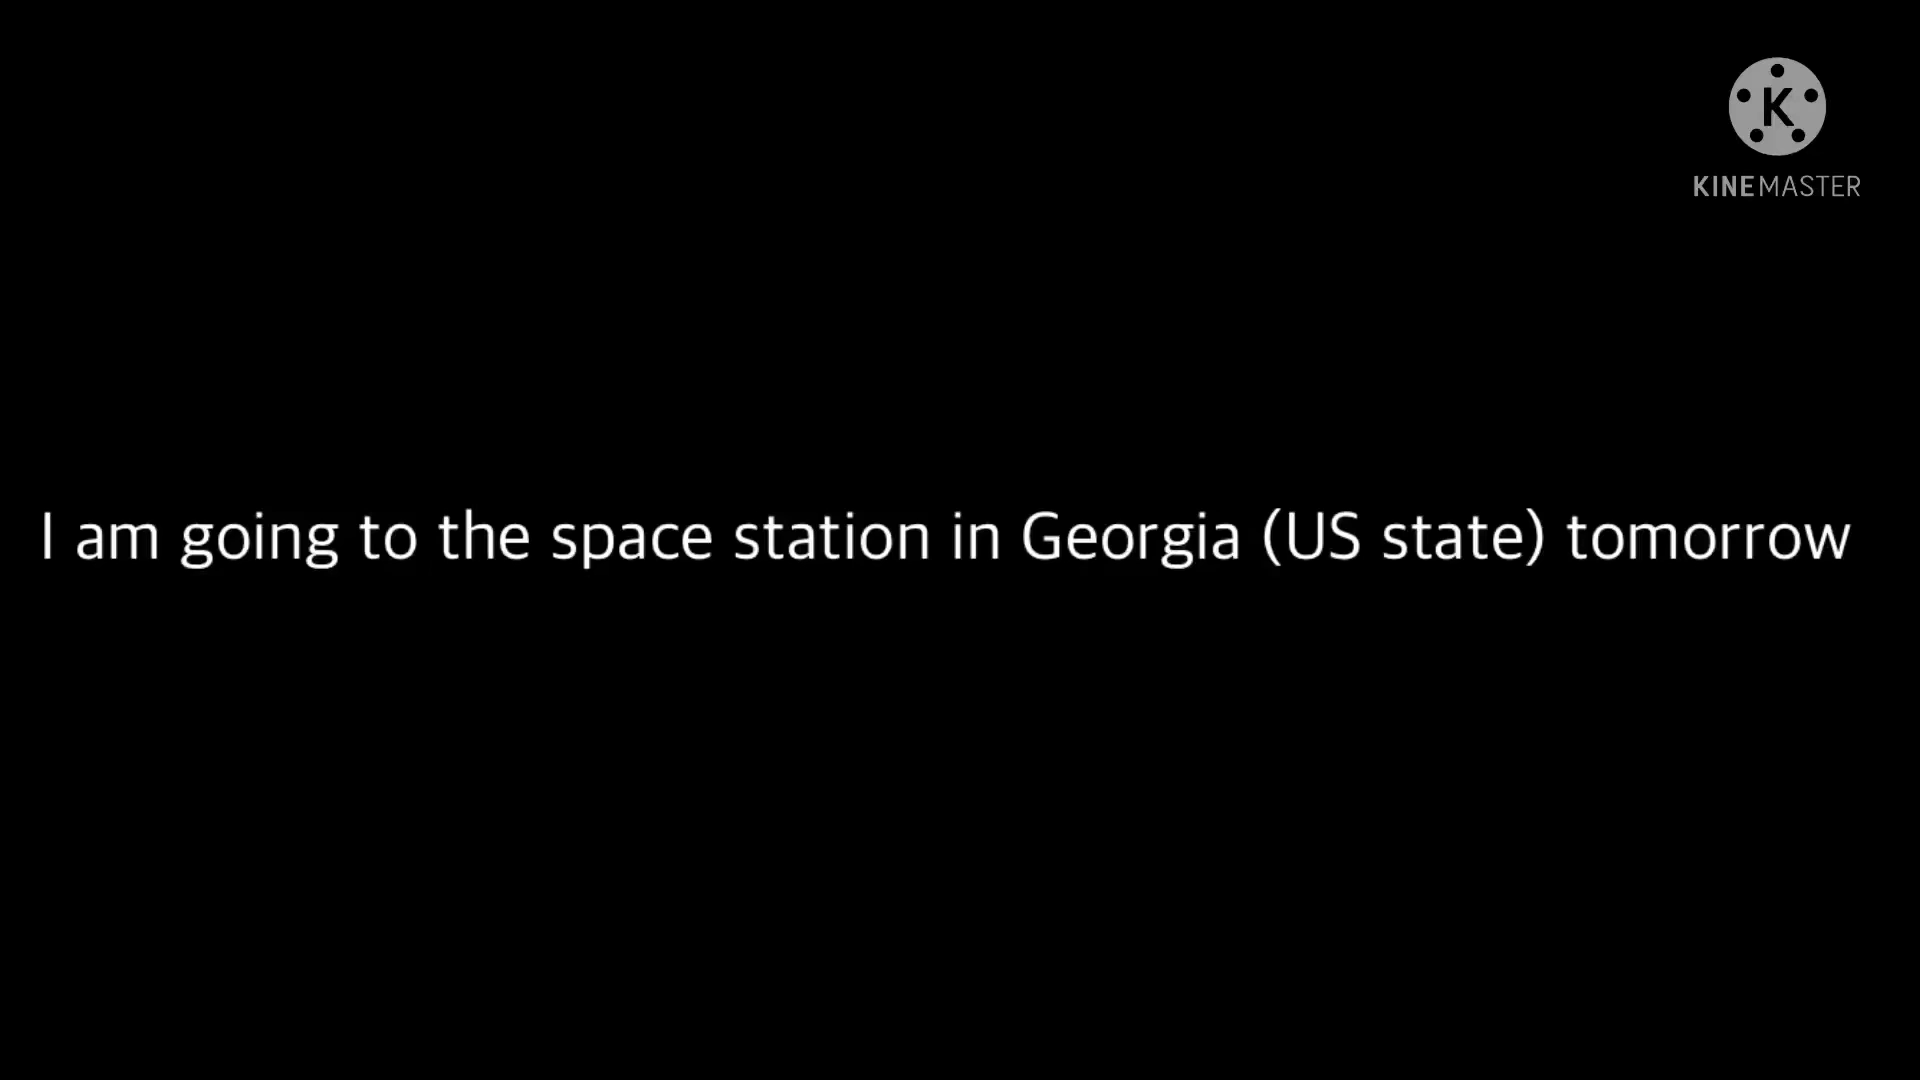 K
KINEMASTER
I am going to the space station in Georgia (US state) tomorrow